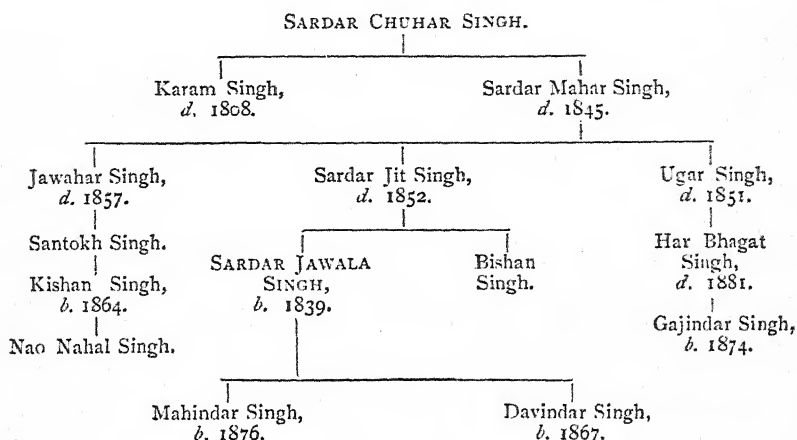 SARDAR CHUHAR SINGH.
Karam Singh, Sardar Mahar Singh,
d. 1808. d. 1845.
Jawahar Singh, Sardar Jit Singh, Ugar Singh,
d. 1857. d. 1852. d. 1851.
Santokh Singh. Har Bhagat
SARDAR JAWALA Bishan Singh,
Kishan Singh, SINGH, Singh. d. 1881.
b. 1864. b. 1839.
Gajindar Singh,
Nao Nahal Singh. b. 1874.
Mahindar Singh, Davindar Singh,
b. 1876. b. 1867.